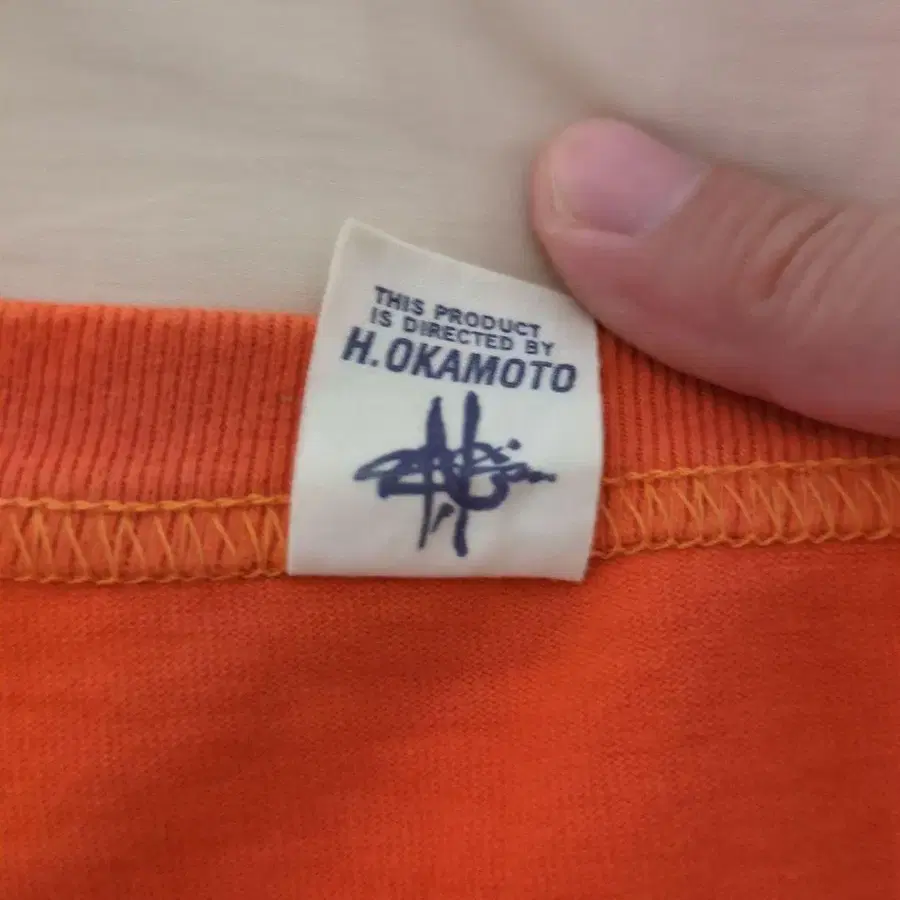 THIS PRODUCT
IS DIRECTED BY
H.OKAMOTO